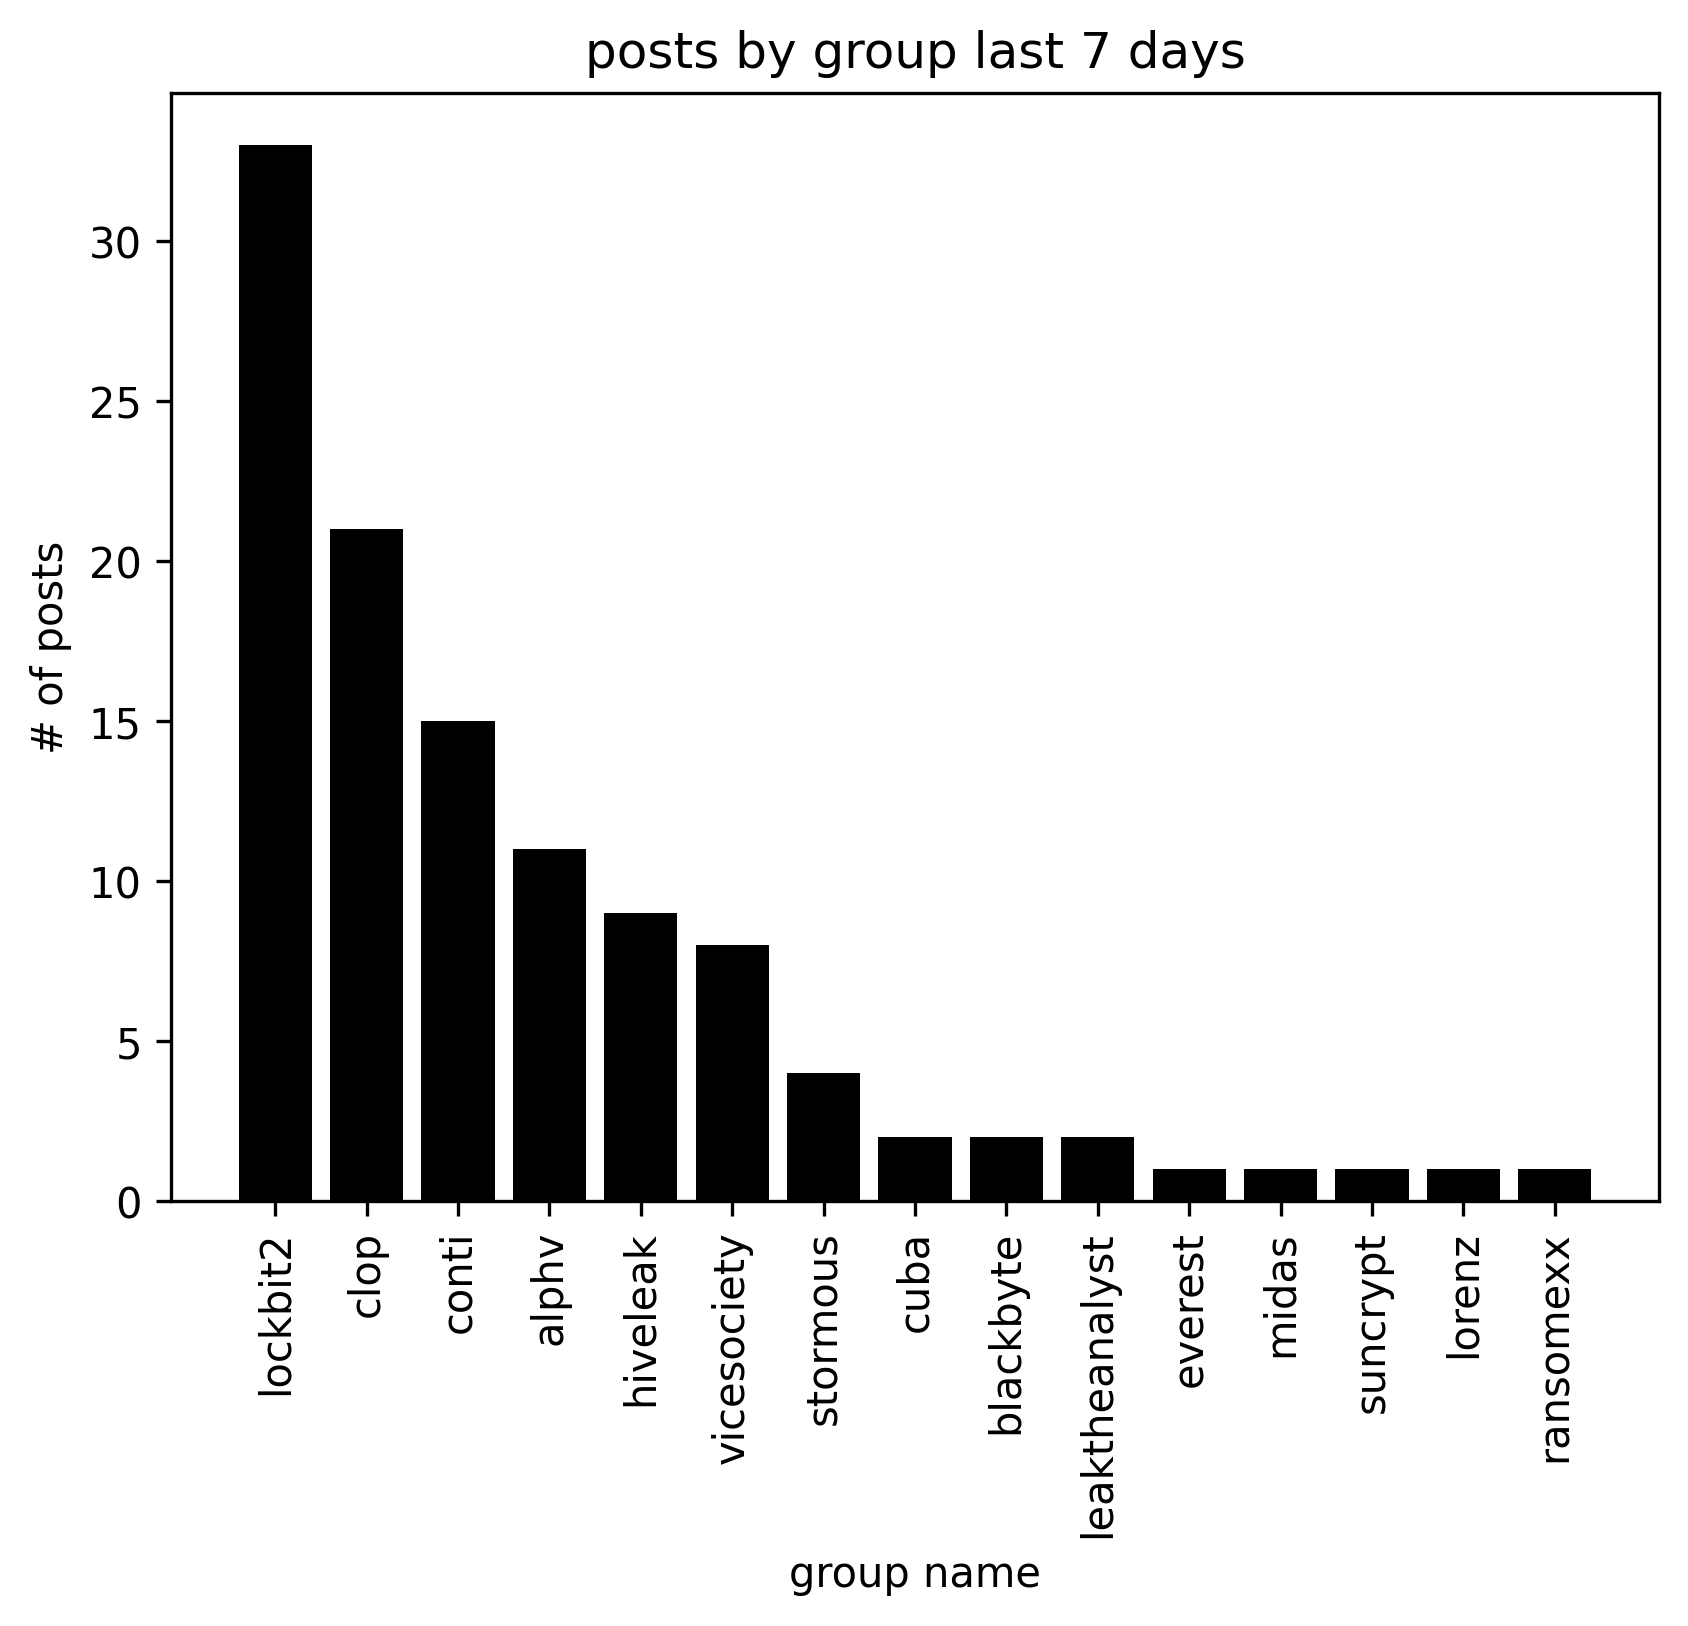 posts by group last 7 days
# of posts
30
25
20
15
10
5
0
lockbit2
clop
conti
alphv
hiveleak
vicesociety
stormous
cuba
blackbyte
leaktheanalyst
everest
midas
suncrypt
lorenz
ransomexx
group name